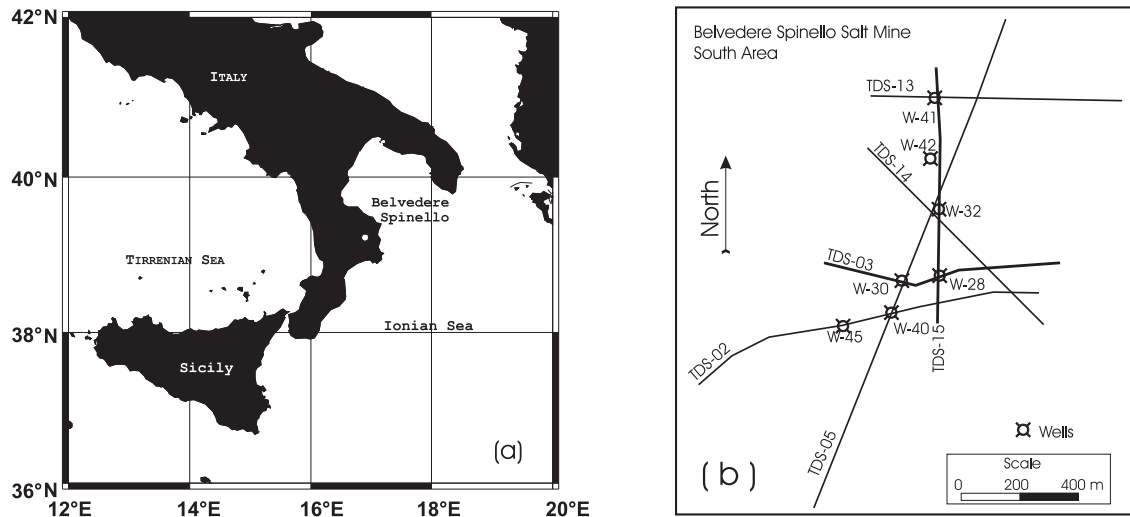 42°N
40°N
38°N
36°N
12°E
14°E
16°E
18°E
20°E
ITALY
Belvedere
Spinello
TIRRENIAN SEA
Ionian Sea
Sicily
(a)
Belvedere Spinello Salt Mine
South Area
TDS-13
W-41
W-42
TDS-14
W-32
North
TDS-03
W-30
W-28
W-40
W-45
TDS-15
TDS-02
TDS-05
Wells
(b)
Scale
0 200 400 m